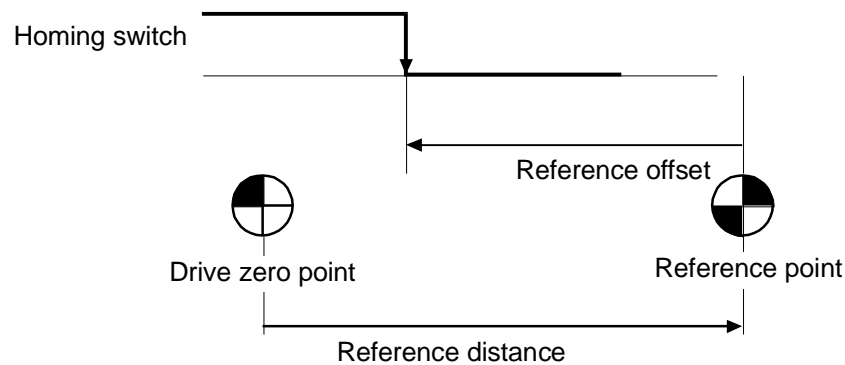 Homing switch
Reference offset
Drive zero point
Reference point
Reference distance